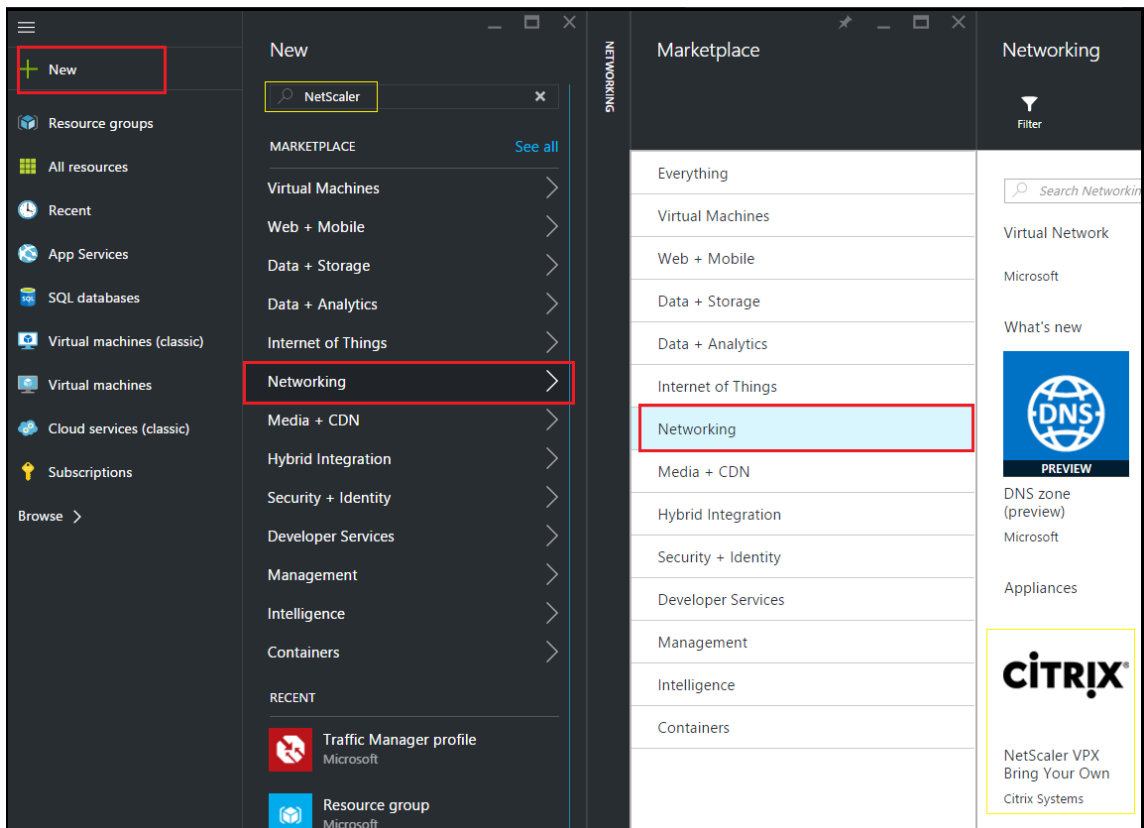 New
Resource groups
All resources
Recent
App Services
SQL
SQL databases
Virtual machines (classic)
Virtual machines
Cloud services (classic)
Subscriptions
Browse
New
NetScaler
MARKETPLACE
See all
Virtual Machines
Web + Mobile
Data + Storage
Data + Analytics
Internet of Things
Networking
Media + CDN
Hybrid Integration
Security + Identity
Developer Services
Management
Intelligence
Containers
RECENT
Traffic Manager profile
Microsoft
Resource group
Microsoft
NETWORKING
Marketplace
Everything
Virtual Machines
Web + Mobile
Data + Storage
Data + Analytics
Internet of Things
Networking
Media + CDN
Hybrid Integration
Security + Identity
Developer Services
Management
Intelligence
Containers
Networking
Filter
Search Networkin
Virtual Network
Microsoft
What's new
DNS
PREVIEW
DNS zone
(preview)
Microsoft
Appliances
CITRIX®
NetScaler VPX
Bring Your Own
Citrix Systems